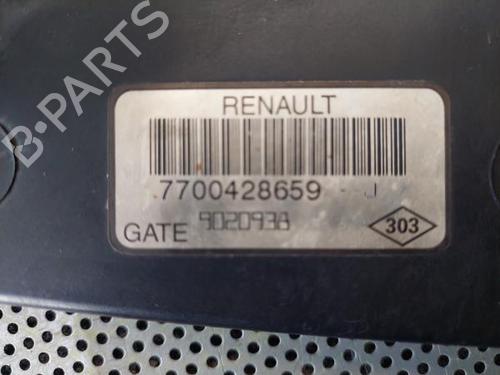 RENAULT
7700428659 J
GATE 9020938
303
B-PARTS